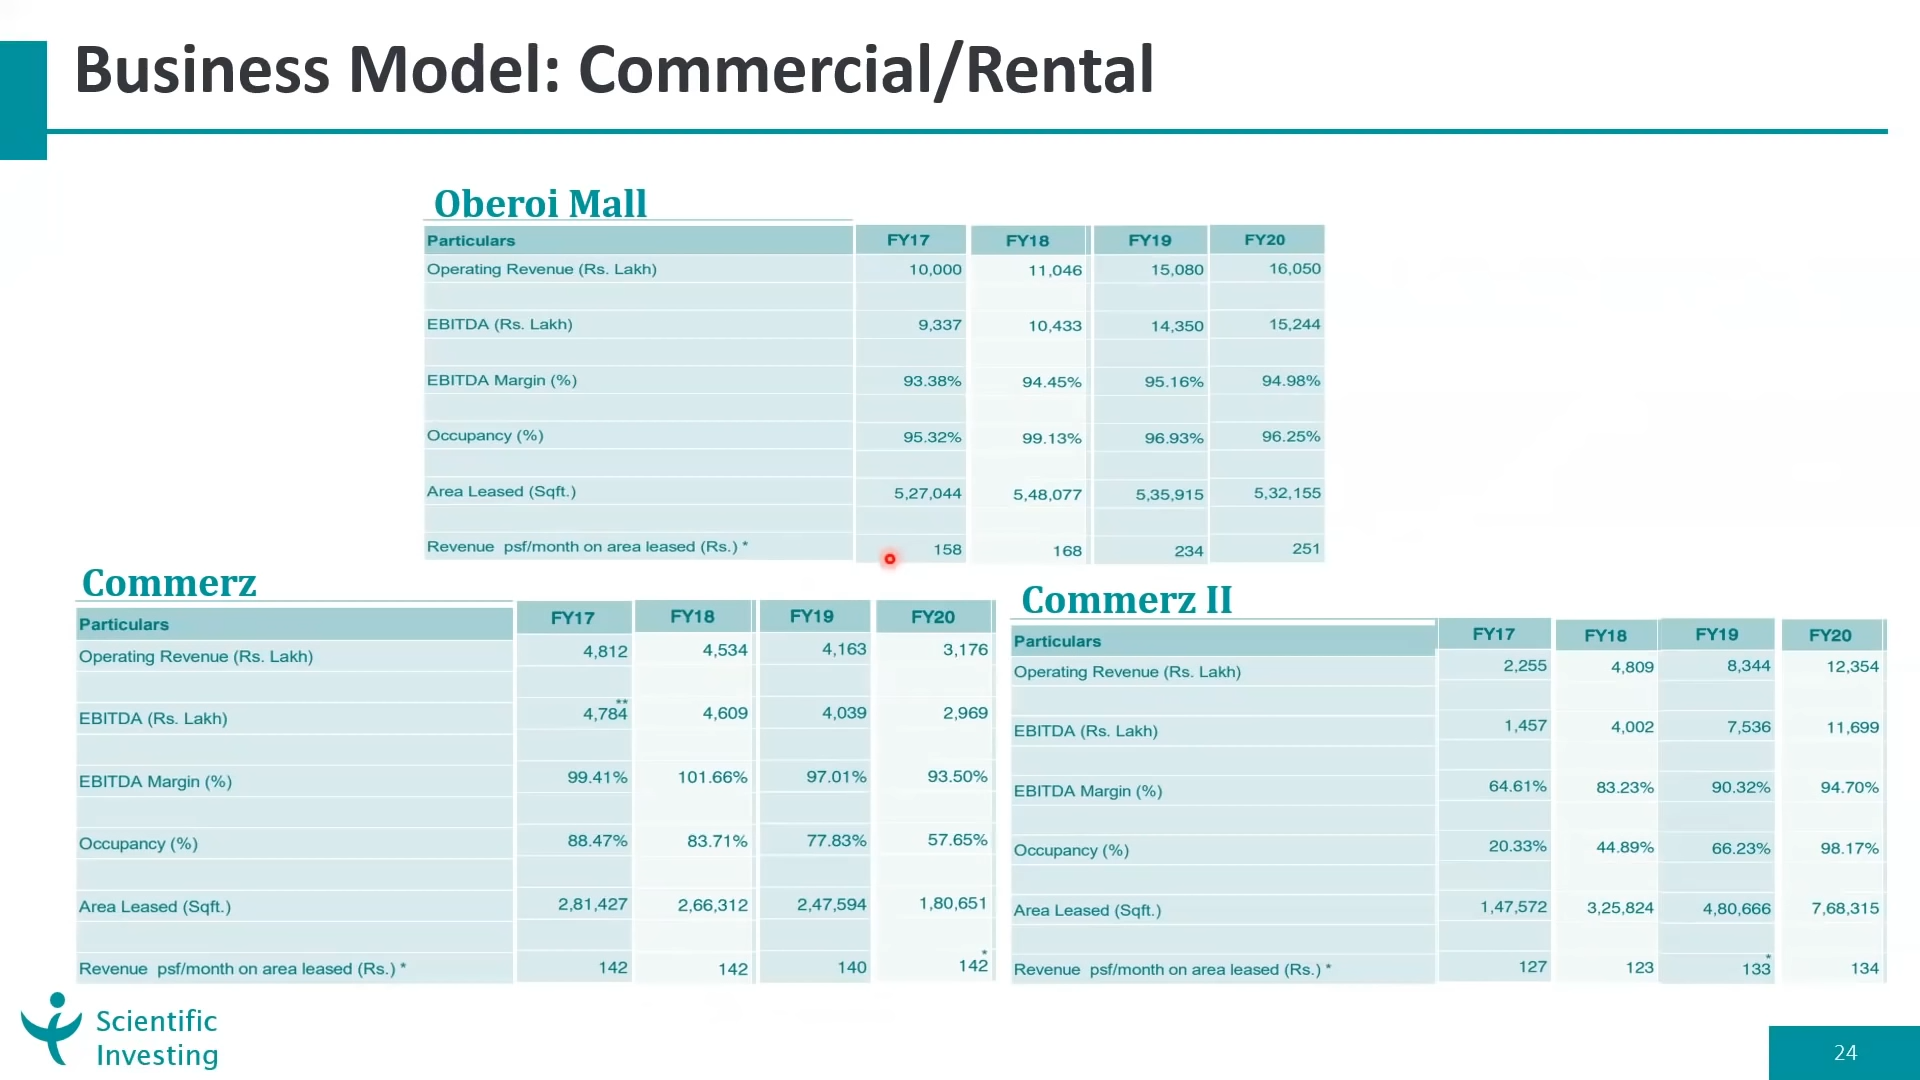 Business Model: Commercial/Rental
Oberoi Mall
Particulars FY17 FY18 FY19 FY20
Operating Revenue (Rs. Lakh) 10,000 11,046 15,080 16,050
EBITDA (Rs. Lakh) 9,337 10,433 14,350 15,244
EBITDA Margin (%) 93.38% 94.45% 95.16% 94.98%
Occupancy (%) 95.32% 99.13% 96.93% 96.25%
Area Leased (Sqft.) 5,27,044 5,48,077 5,35,915 5,32,155
Revenue psf/month on area leased (Rs.) * 158 168 234 251
Commerz
Particulars FY17 FY18 FY19 FY20
Operating Revenue (Rs. Lakh) 4,812 4,534 4,163 3,176
EBITDA (Rs. Lakh) 4,784** 4,609 4,039 2,969
EBITDA Margin (%) 99.41% 101.66% 97.01% 93.50%
Occupancy (%) 88.47% 83.71% 77.83% 57.65%
Area Leased (Sqft.) 2,81,427 2,66,312 2,47,594 1,80,651
Revenue psf/month on area leased (Rs.) * 142 142 140 142*
Commerz II
Particulars FY17 FY18 FY19 FY20
Operating Revenue (Rs. Lakh) 2,255 4,809 8,344 12,354
EBITDA (Rs. Lakh) 1,457 4,002 7,536 11,699
EBITDA Margin (%) 64.61% 83.23% 90.32% 94.70%
Occupancy (%) 20.33% 44.89% 66.23% 98.17%
Area Leased (Sqft.) 1,47,572 3,25,824 4,80,666 7,68,315
Revenue psf/month on area leased (Rs.) * 127 123 133* 134
Scientific
Investing
24